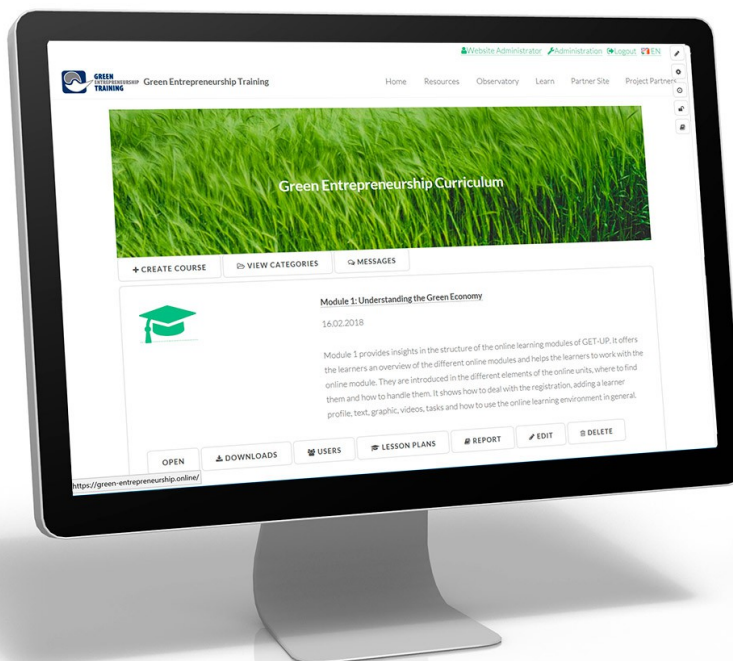 Website Administrator Administration Logout EN
GREEN
ENTREPRENEURSHIP
TRAINING
Green Entrepreneurship Training
Home Resources Observatory Learn Partner Site Project Partners
Green Entrepreneurship Curriculum
+ CREATE COURSE VIEW CATEGORIES MESSAGES
Module 1: Understanding the Green Economy
16.02.2018
Module 1 provides insights in the structure of the online learning modules of GET-UP. It offers
the learners an overview of the different online modules and helps the learners to work with the
online module. They are introduced in the different elements of the online units, where to find
them and how to handle them. It shows how to deal with the registration, adding a learner
profile, text, graphic, videos, tasks and how to use the online learning environment in general.
OPEN DOWNLOADS USERS LESSON PLANS REPORT EDIT DELETE
https://green-entrepreneurship.online/